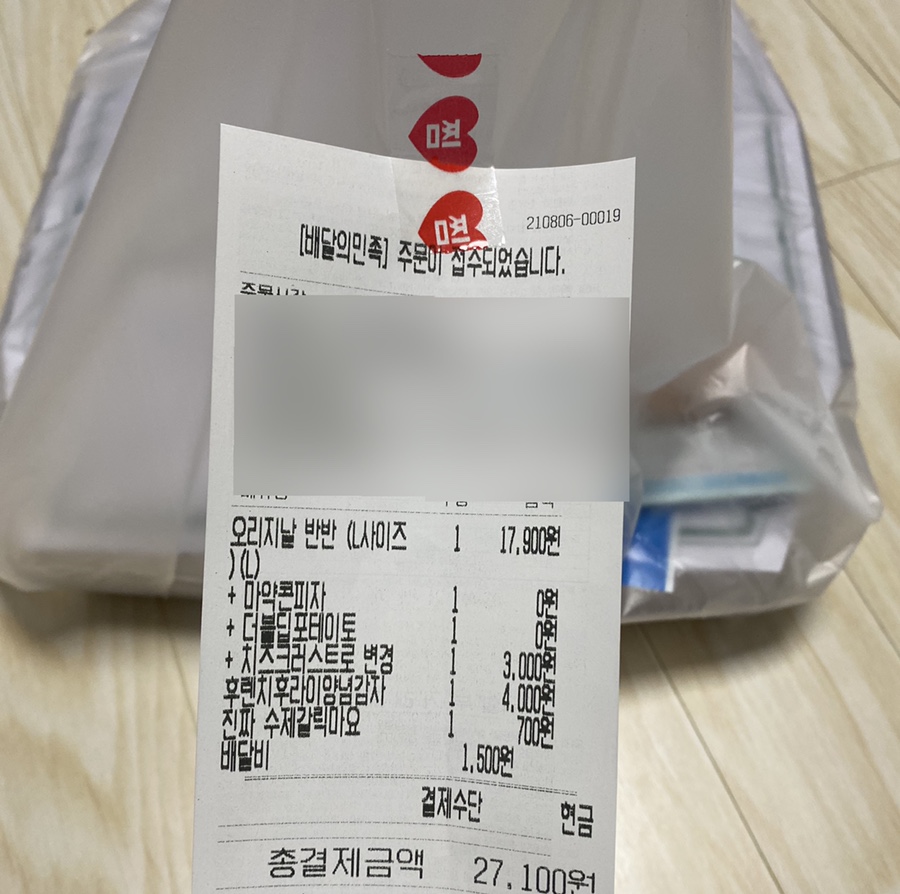 찜
찜
210806-00019
[배달의민족] 주문이 접수되었습니다.
주문시간
오리지날 반반 (L사이즈 1 17,900원
)(L)
+ 마약콘피자 1 0원
+ 더블딥포테이토 1 0원
+ 치즈크러스트로 변경 1 3,000원
후렌치후라이양념감자 1 4,000원
진짜 수제갈릭마요 1 700원
배달비 1,500원
결제수단 현금
총결제금액 27,100원